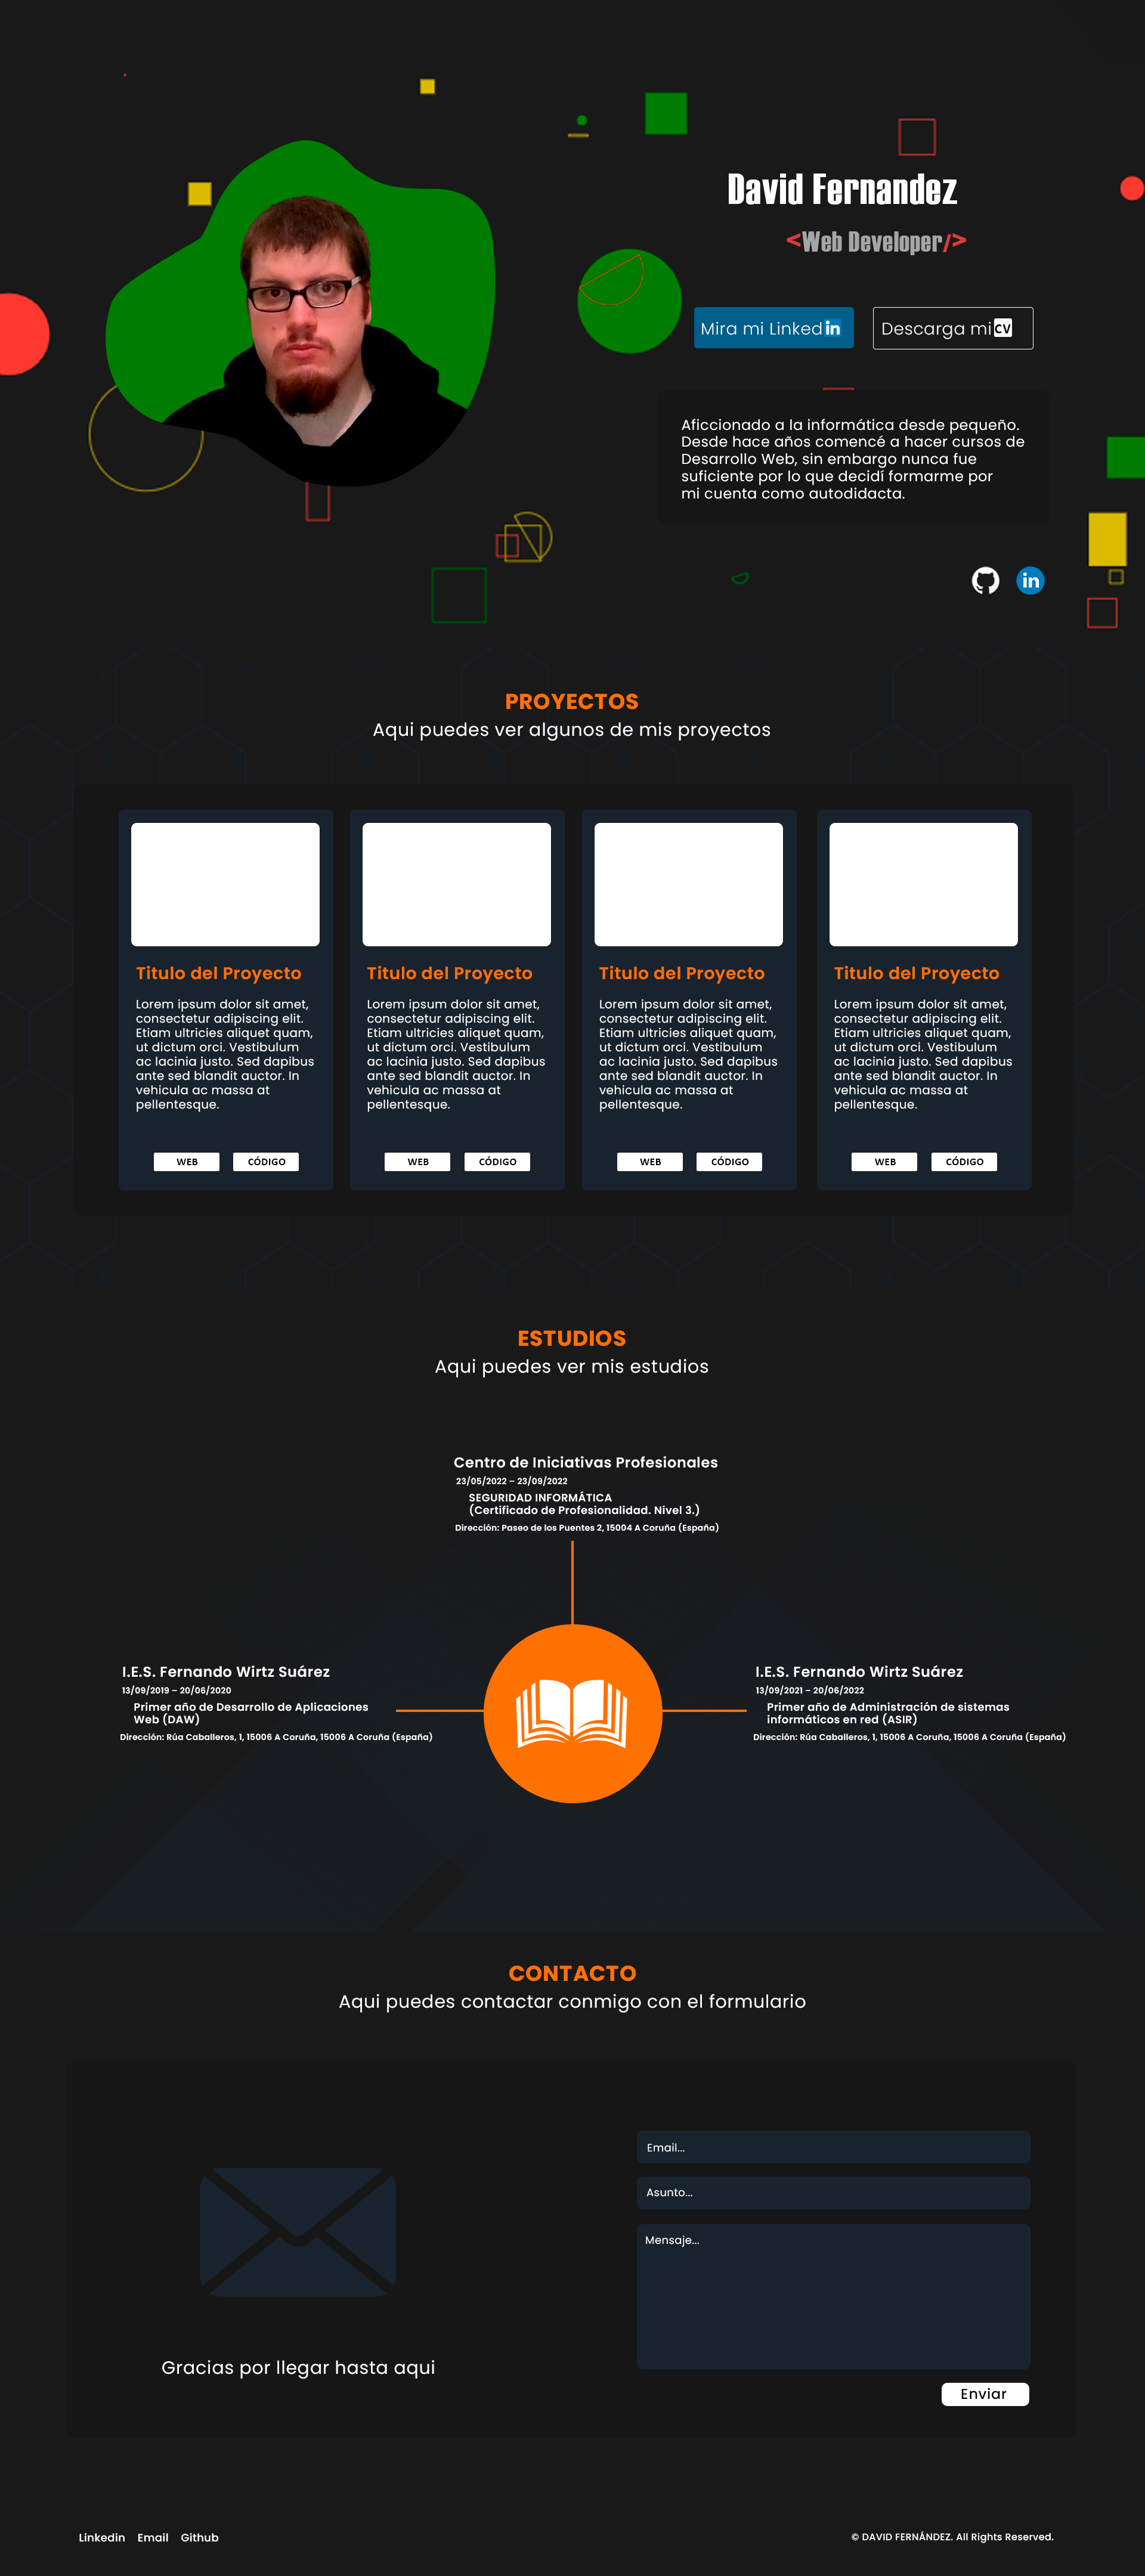 David Fernandez
<Web Developer/>
Mira mi Linked in
Descarga mi CV
Aficcionado a la informática desde pequeño.
Desde hace años comencé a hacer cursos de
Desarrollo Web, sin embargo nunca fue
suficiente por lo que decidí formarme por
mi cuenta como autodidacta.
in
PROYECTOS
Aqui puedes ver algunos de mis proyectos
Titulo del Proyecto
Lorem ipsum dolor sit amet,
consectetur adipiscing elit.
Etiam ultricies aliquet quam,
ut dictum orci. Vestibulum
ac lacinia justo. Sed dapibus
ante sed blandit auctor. In
vehicula ac massa at
pellentesque.
WEB
CÓDIGO
Titulo del Proyecto
Lorem ipsum dolor sit amet,
consectetur adipiscing elit.
Etiam ultricies aliquet quam,
ut dictum orci. Vestibulum
ac lacinia justo. Sed dapibus
ante sed blandit auctor. In
vehicula ac massa at
pellentesque.
WEB
CÓDIGO
Titulo del Proyecto
Lorem ipsum dolor sit amet,
consectetur adipiscing elit.
Etiam ultricies aliquet quam,
ut dictum orci. Vestibulum
ac lacinia justo. Sed dapibus
ante sed blandit auctor. In
vehicula ac massa at
pellentesque.
WEB
CÓDIGO
Titulo del Proyecto
Lorem ipsum dolor sit amet,
consectetur adipiscing elit.
Etiam ultricies aliquet quam,
ut dictum orci. Vestibulum
ac lacinia justo. Sed dapibus
ante sed blandit auctor. In
vehicula ac massa at
pellentesque.
WEB
CÓDIGO
ESTUDIOS
Aqui puedes ver mis estudios
Centro de Iniciativas Profesionales
23/05/2022 – 23/09/2022
SEGURIDAD INFORMÁTICA
(Certificado de Profesionalidad. Nivel 3.)
Dirección: Paseo de los Puentes 2, 15004 A Coruña (España)
I.E.S. Fernando Wirtz Suárez
13/09/2019 – 20/06/2020
Primer año de Desarrollo de Aplicaciones
Web (DAW)
Dirección: Rúa Caballeros, 1, 15006 A Coruña, 15006 A Coruña (España)
I.E.S. Fernando Wirtz Suárez
13/09/2021 – 20/06/2022
Primer año de Administración de sistemas
informáticos en red (ASIR)
Dirección: Rúa Caballeros, 1, 15006 A Coruña, 15006 A Coruña (España)
CONTACTO
Aqui puedes contactar conmigo con el formulario
Gracias por llegar hasta aqui
Email...
Asunto...
Mensaje...
Enviar
Linkedin Email Github
© DAVID FERNÁNDEZ. All Rights Reserved.